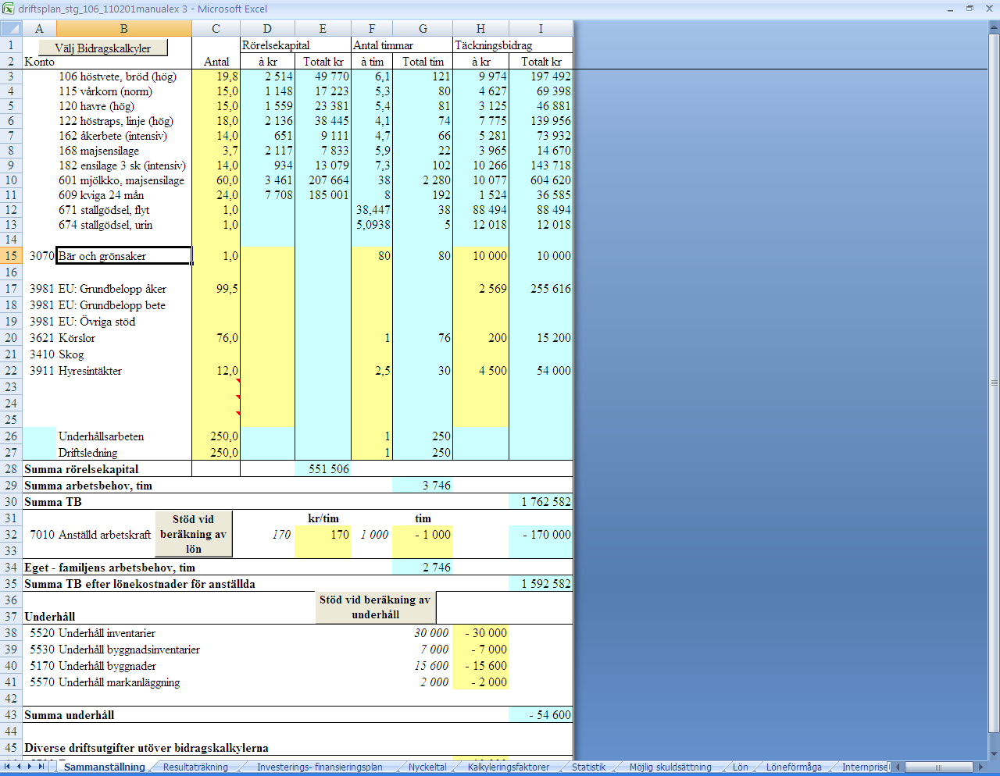 driftsplan_stg_106_110201manualex 3 - Microsoft Excel
A B C D E F G H I
1 Välj Bidragskalkyler Rörelsekapital Antal timmar Täckningsbidrag
2 Konto Antal à kr Totalt kr à tim Total tim à kr Totalt kr
3 106 höstvete, bröd (hög) 19,8 2 514 49 770 6,1 121 9 974 197 492
4 115 vårkorn (norm) 15,0 1 148 17 223 5,3 80 4 627 69 398
5 120 havre (hög) 15,0 1 559 23 381 5,4 81 3 125 46 881
6 122 höstraps, linje (hög) 18,0 2 136 38 445 4,1 74 7 775 139 956
7 162 åkerbete (intensiv) 14,0 651 9 111 4,7 66 5 281 73 932
8 168 majsensilage 3,7 2 117 7 833 5,9 22 3 965 14 670
9 182 ensilage 3 sk (intensiv) 14,0 934 13 079 7,3 102 10 266 143 718
10 601 mjölkko, majsensilage 60,0 3 461 207 664 38 2 280 10 077 604 620
11 609 kviga 24 mån 24,0 7 708 185 001 8 192 1 524 36 585
12 671 stallgödsel, flyt 1,0 38,447 38 88 494 88 494
13 674 stallgödsel, urin 1,0 5,0938 5 12 018 12 018
14
15 3070 Bär och grönsaker 1,0 80 80 10 000 10 000
16
17 3981 EU: Grundbelopp åker 99,5 2 569 255 616
18 3981 EU: Grundbelopp bete
19 3981 EU: Övriga stöd
20 3621 Körslor 76,0 1 76 200 15 200
21 3410 Skog
22 3911 Hyresintäkter 12,0 2,5 30 4 500 54 000
23
24
25
26 Underhållsarbeten 250,0 1 250
27 Driftsledning 250,0 1 250
28 Summa rörelsekapital 551 506
29 Summa arbetsbehov, tim 3 746
30 Summa TB 1 762 582
31 Stöd vid beräkning av lön kr/tim tim
32 7010 Anställd arbetskraft 170 170 1 000 - 1 000 - 170 000
33
34 Eget - familjens arbetsbehov, tim 2 746
35 Summa TB efter lönekostnader för anställda 1 592 582
36 Stöd vid beräkning av underhåll
37 Underhåll
38 5520 Underhåll inventarier 30 000 - 30 000
39 5530 Underhåll byggnadsinventarier 7 000 - 7 000
40 5170 Underhåll byggnader 15 600 - 15 600
41 5570 Underhåll markanläggning 2 000 - 2 000
42
43 Summa underhåll - 54 600
44
45 Diverse driftsutgifter utöver bidragskalkylerna
Sammanställning Resultaträkning Investerings- finansieringsplan Nyckeltal Kalkyleringsfaktorer Statistik Möjlig skuldsättning Lön Löneförmåga Internprise